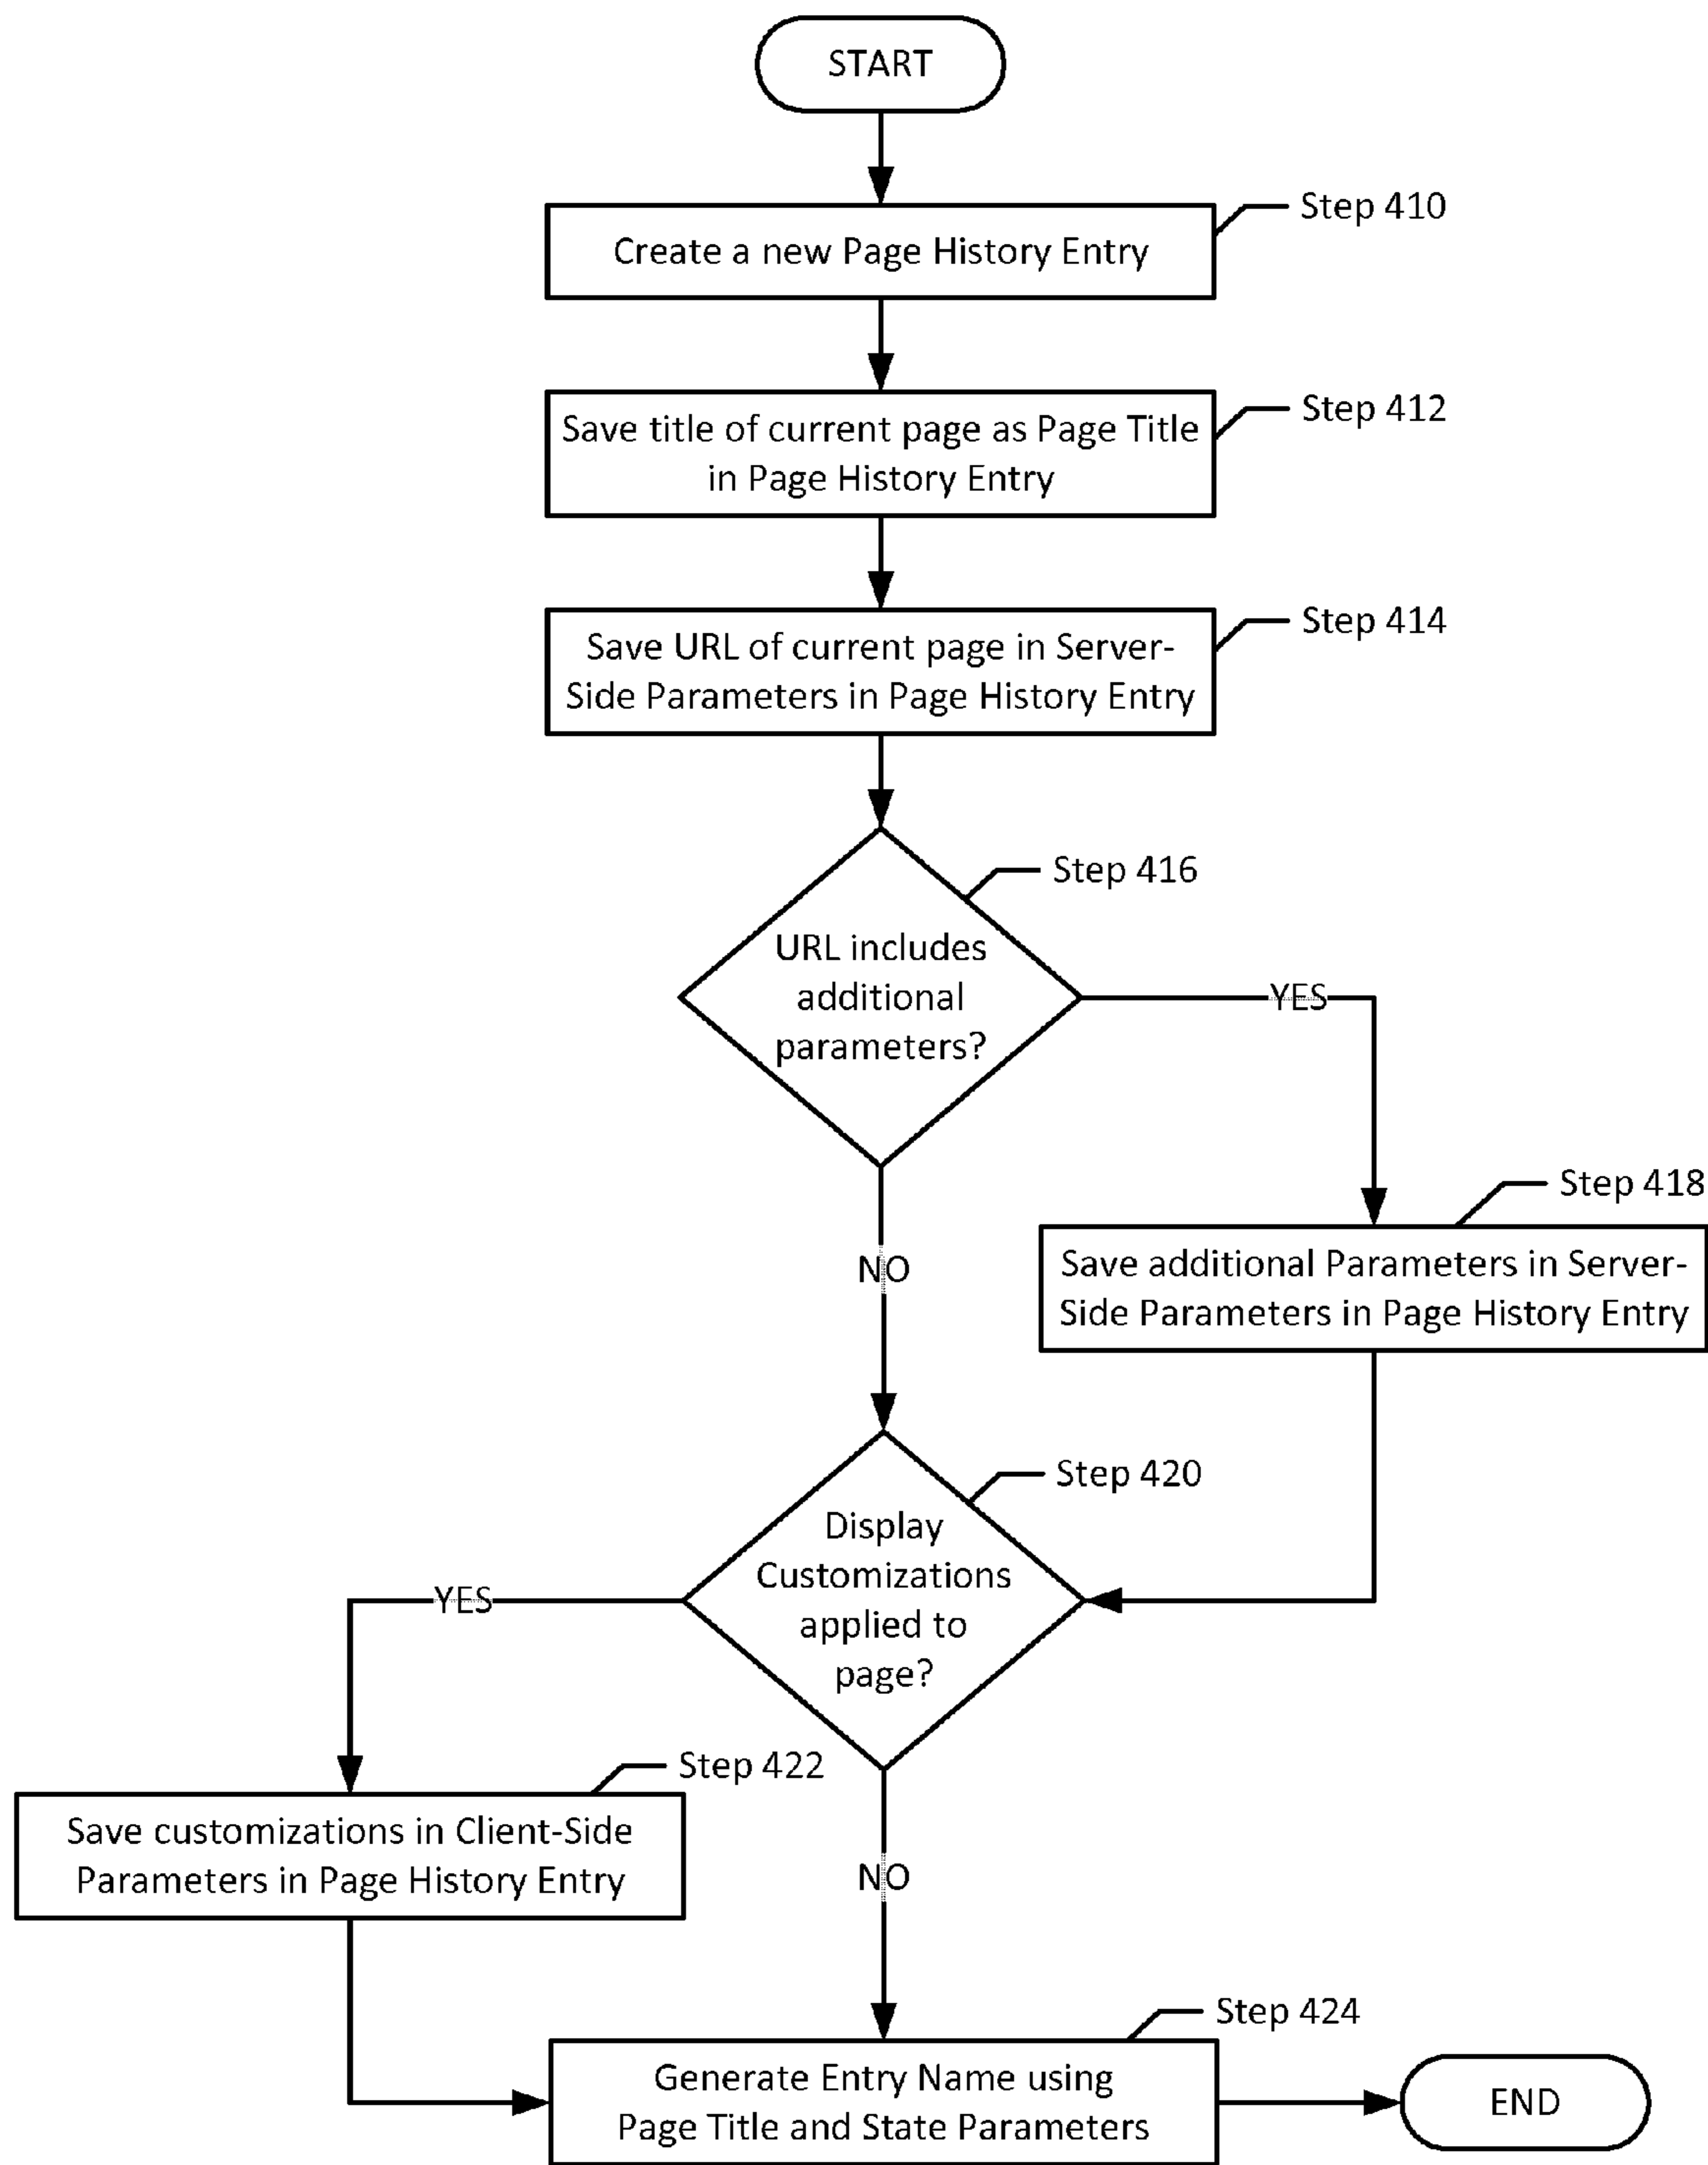 START
Step 410
Create a new Page History Entry
Step 412
Save title of current page as Page Title
in Page History Entry
Step 414
Save URL of current page in Server-
Side Parameters in Page History Entry
Step 416
URL includes
additional
parameters?
YES
Step 418
NO
Save additional Parameters in Server-
Side Parameters in Page History Entry
Step 420
Display
Customizations
applied to
page?
YES
Step 422
Save customizations in Client-Side
Parameters in Page History Entry
NO
Step 424
Generate Entry Name using
Page Title and State Parameters
END